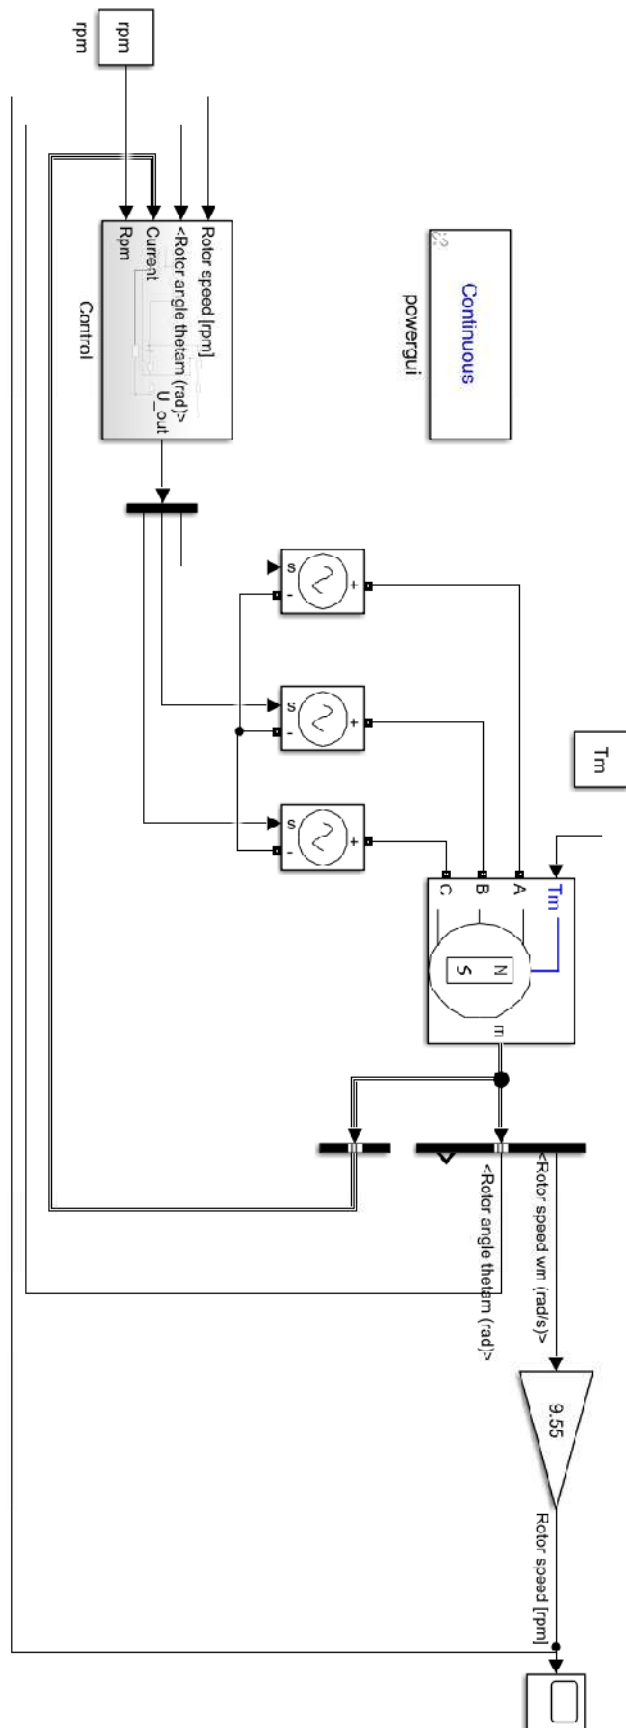 Continuous
powergui
rpm
rpm
Rotor speed [rpm]
<Rotor angle thetam (rad)>
Current
Rpm
U_out
Control
s
+
-
s
+
-
s
+
-
Tm
Tm
A
B
C
N
S
m
<Rotor speed wm (rad/s)>
<Rotor angle thetam (rad)>
9.55
Rotor speed [rpm]